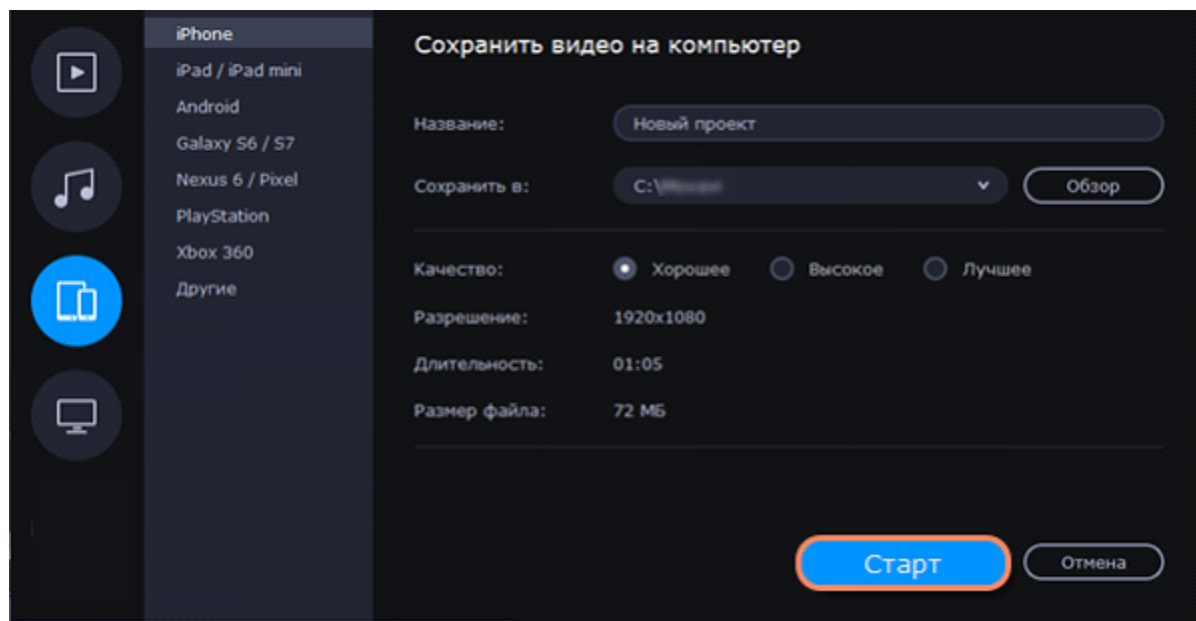 iPhone
iPad / iPad mini
Android
Galaxy S6 / S7
Nexus 6 / Pixel
PlayStation
Xbox 360
Другие
Сохранить видео на компьютер
Название: Новый проект
Сохранить в: C:\ Обзор
Качество: Хорошее Высокое Лучшее
Разрешение: 1920x1080
Длительность: 01:05
Размер файла: 72 МБ
Старт Отмена